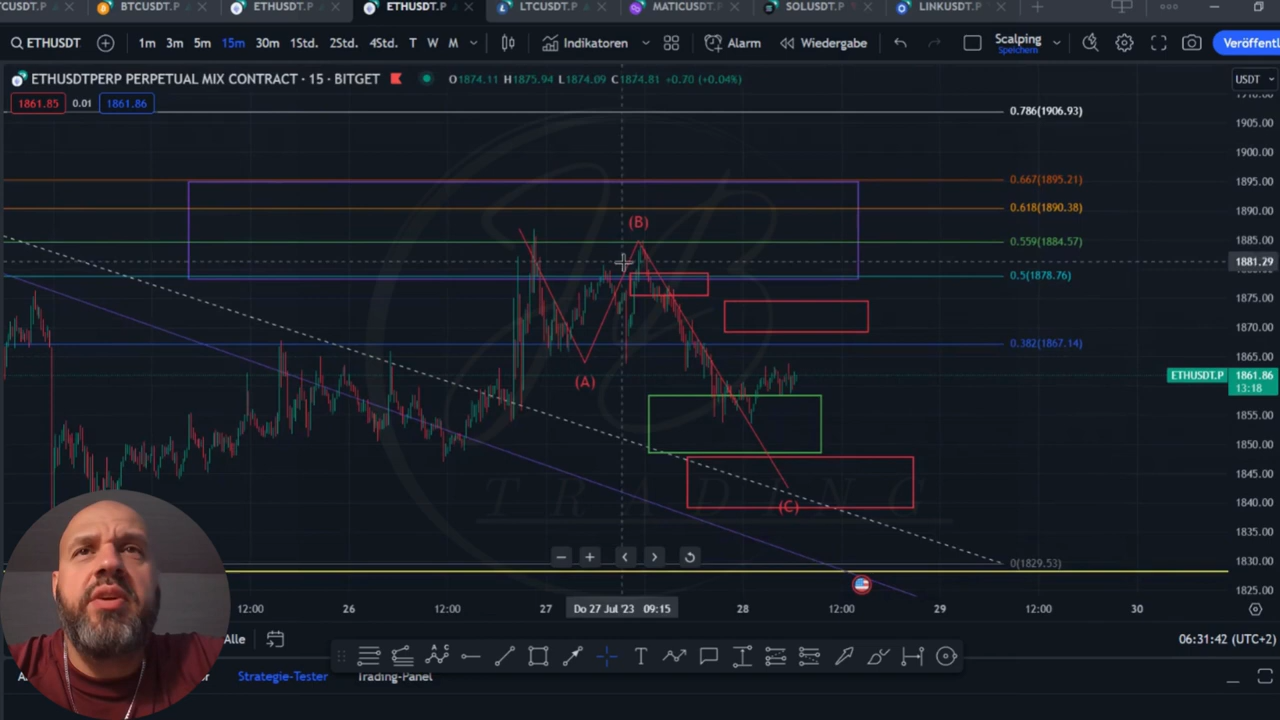 CUSDT.P BTCUSDT.P ETHUSDT.P ETHUSDT.P LTCUSDT.P MATICUSDT.P SOLUSDT.P LINKUSDT.P
ETHUSDT 1m 3m 5m 15m 30m 1Std. 2Std. 4Std. T W M Indikatoren Alarm Wiedergabe Scalping Veröffentl
Speichern
ETHUSDTPERP PERPETUAL MIX CONTRACT · 15 · BITGET O1874.11 H1875.94 L1874.09 C1874.81 +0.70 (+0.04%) USDT
1861.85 0.01 1861.86
0.786(1906.93)
1905.00
1900.00
1895.00
0.667(1895.21)
0.618(1890.38)
1890.00
(B)
0.559(1884.57)
1885.00
1881.29
0.5(1878.76)
1875.00
1870.00
0.382(1867.14)
1865.00
ETHUSDT.P 1861.86
13:18
(A)
1855.00
1850.00
1845.00
TRADING
1840.00
(C)
1835.00
0(1829.53)
1830.00
1825.00
12:00 26 12:00 27 Do 27 Jul '23 09:15 28 12:00 29 12:00 30
Alle 06:31:42 (UTC+2)
Strategie-Tester Trading-Panel